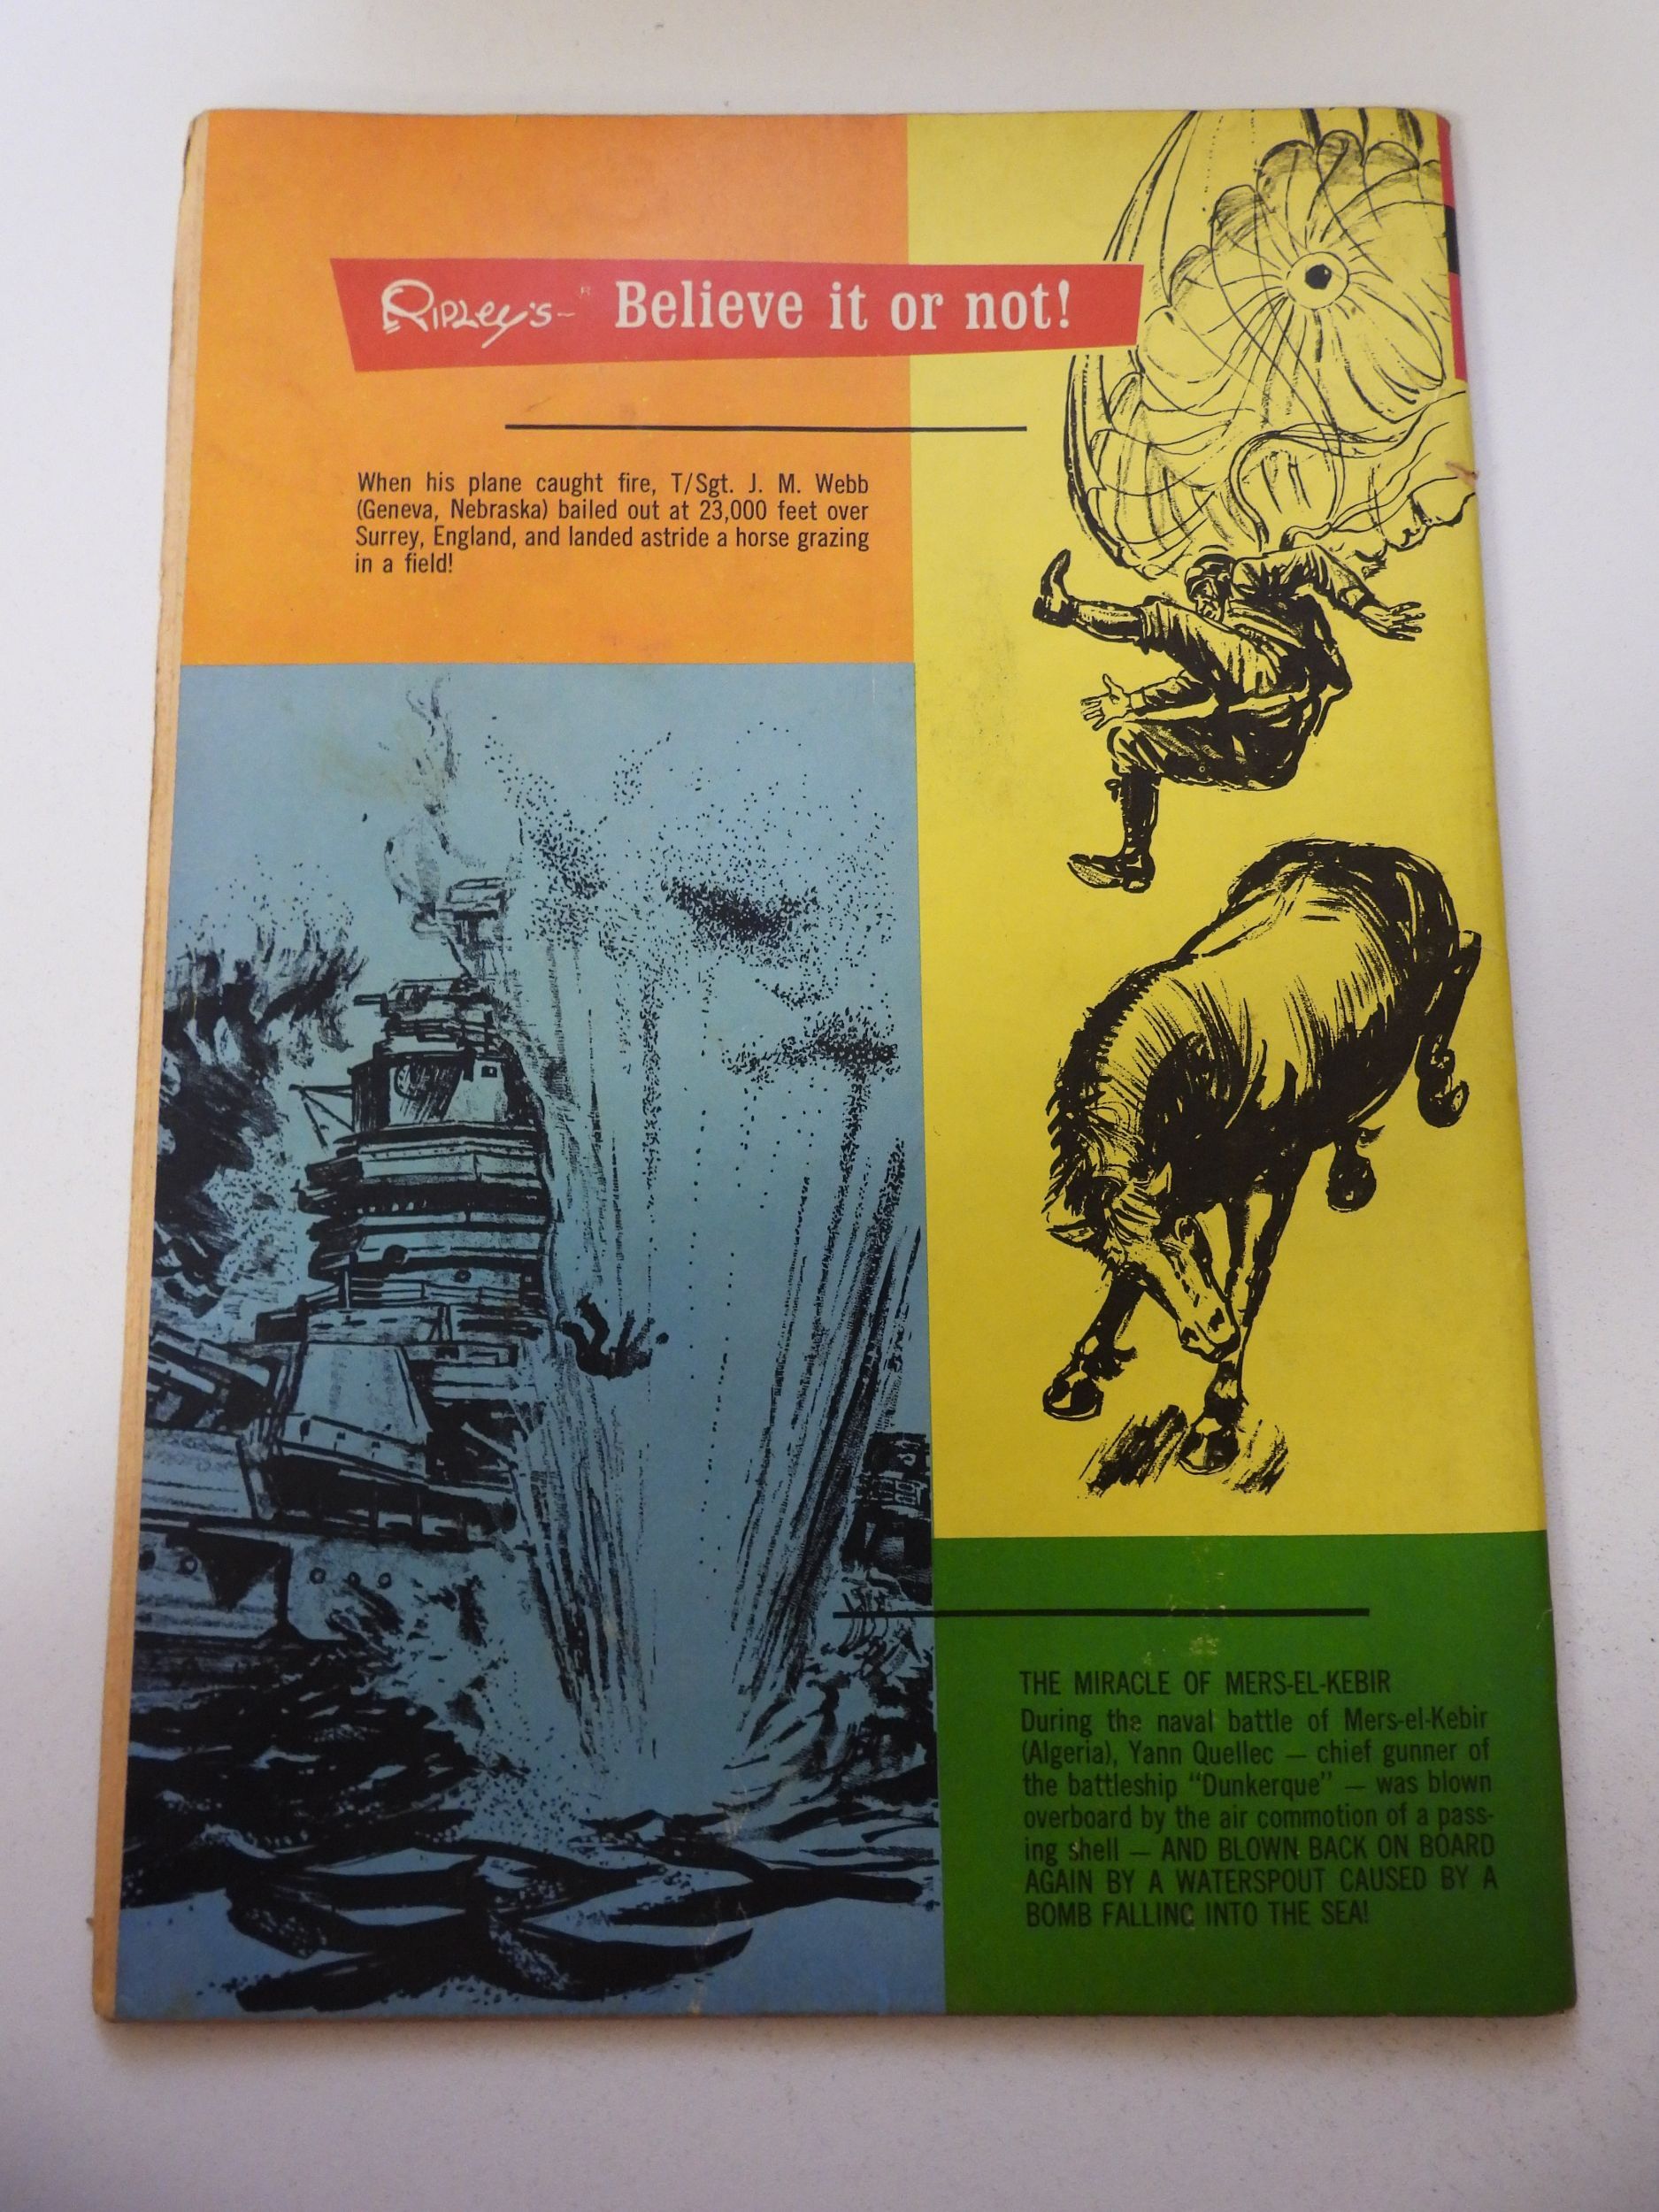 Ripley's— ® Believe it or not!
When his plane caught fire, T/Sgt. J. M. Webb
(Geneva, Nebraska) bailed out at 23,000 feet over
Surrey, England, and landed astride a horse grazing
in a field!
THE MIRACLE OF MERS-EL-KEBIR
During the naval battle of Mers-el-Kebir
(Algeria), Yann Quellec — chief gunner of
the battleship "Dunkerque" — was blown
overboard by the air commotion of a pass-
ing shell — AND BLOWN BACK ON BOARD
AGAIN BY A WATERSPOUT CAUSED BY A
BOMB FALLING INTO THE SEA!